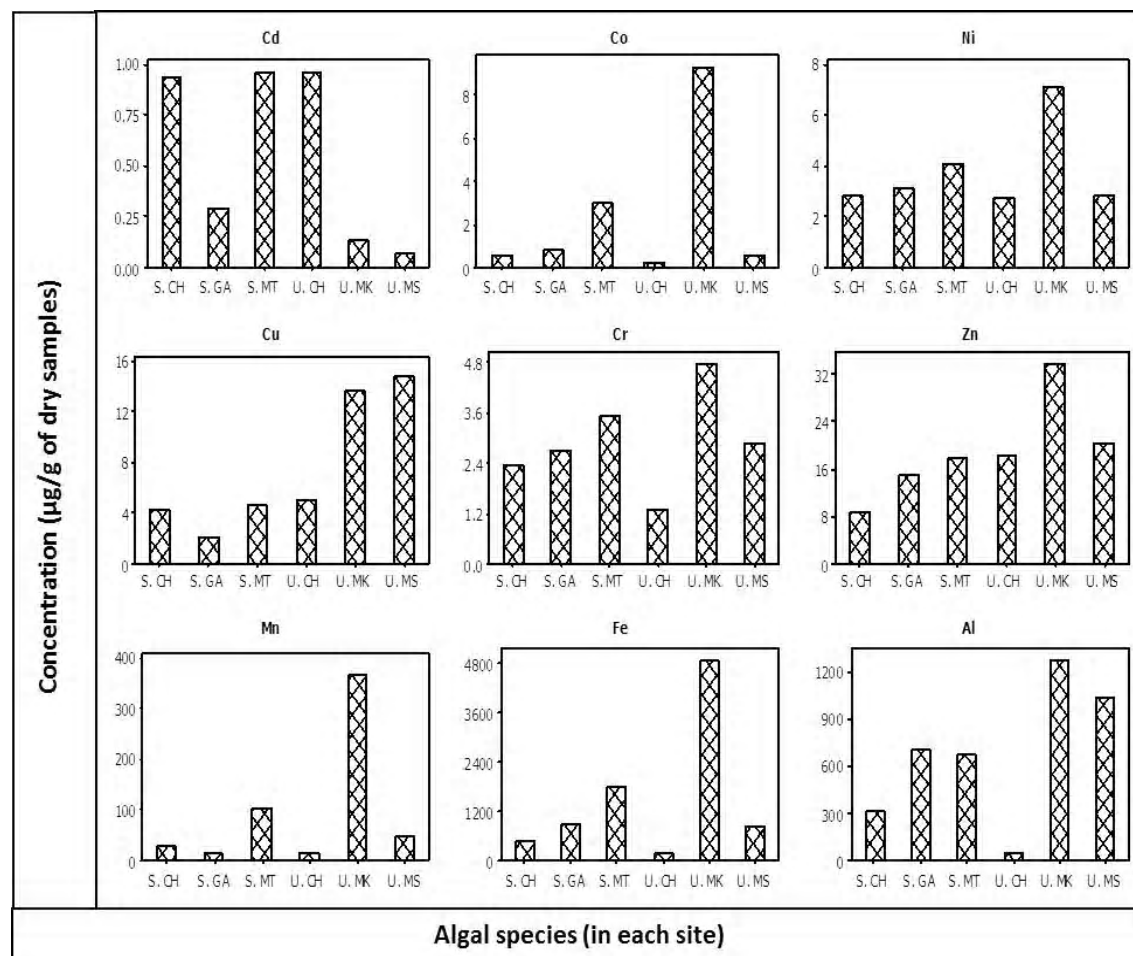 Concentration (µg/g of dry samples)
Cd
1.00
0.75
0.50
0.25
0.00
S. CH S. GA S. MT U. CH U. MK U. MS
Co
8
6
4
2
0
S. CH S. GA S. MT U. CH U. MK U. MS
Ni
8
6
4
2
0
S. CH S. GA S. MT U. CH U. MK U. MS
Cu
16
12
8
4
0
S. CH S. GA S. MT U. CH U. MK U. MS
Cr
4.8
3.6
2.4
1.2
0.0
S. CH S. GA S. MT U. CH U. MK U. MS
Zn
32
24
16
8
0
S. CH S. GA S. MT U. CH U. MK U. MS
Mn
400
300
200
100
0
S. CH S. GA S. MT U. CH U. MK U. MS
Fe
4800
3600
2400
1200
0
S. CH S. GA S. MT U. CH U. MK U. MS
Al
1200
900
600
300
0
S. CH S. GA S. MT U. CH U. MK U. MS
Algal species (in each site)